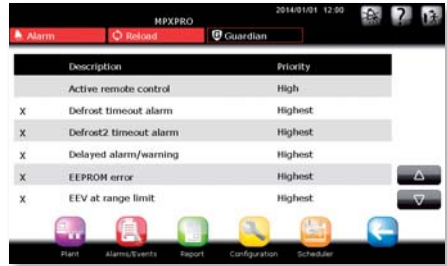 MPXPRO
2014/01/01 12:00
?
Alarm
Reload
Guardian
Description Priority
Active remote control High
X Defrost timeout alarm Highest
X Defrost2 timeout alarm Highest
X Delayed alarm/warning Highest
X EEPROM error Highest
X EEV at range limit Highest
Plant Alarms/Events Report Configuration Scheduler